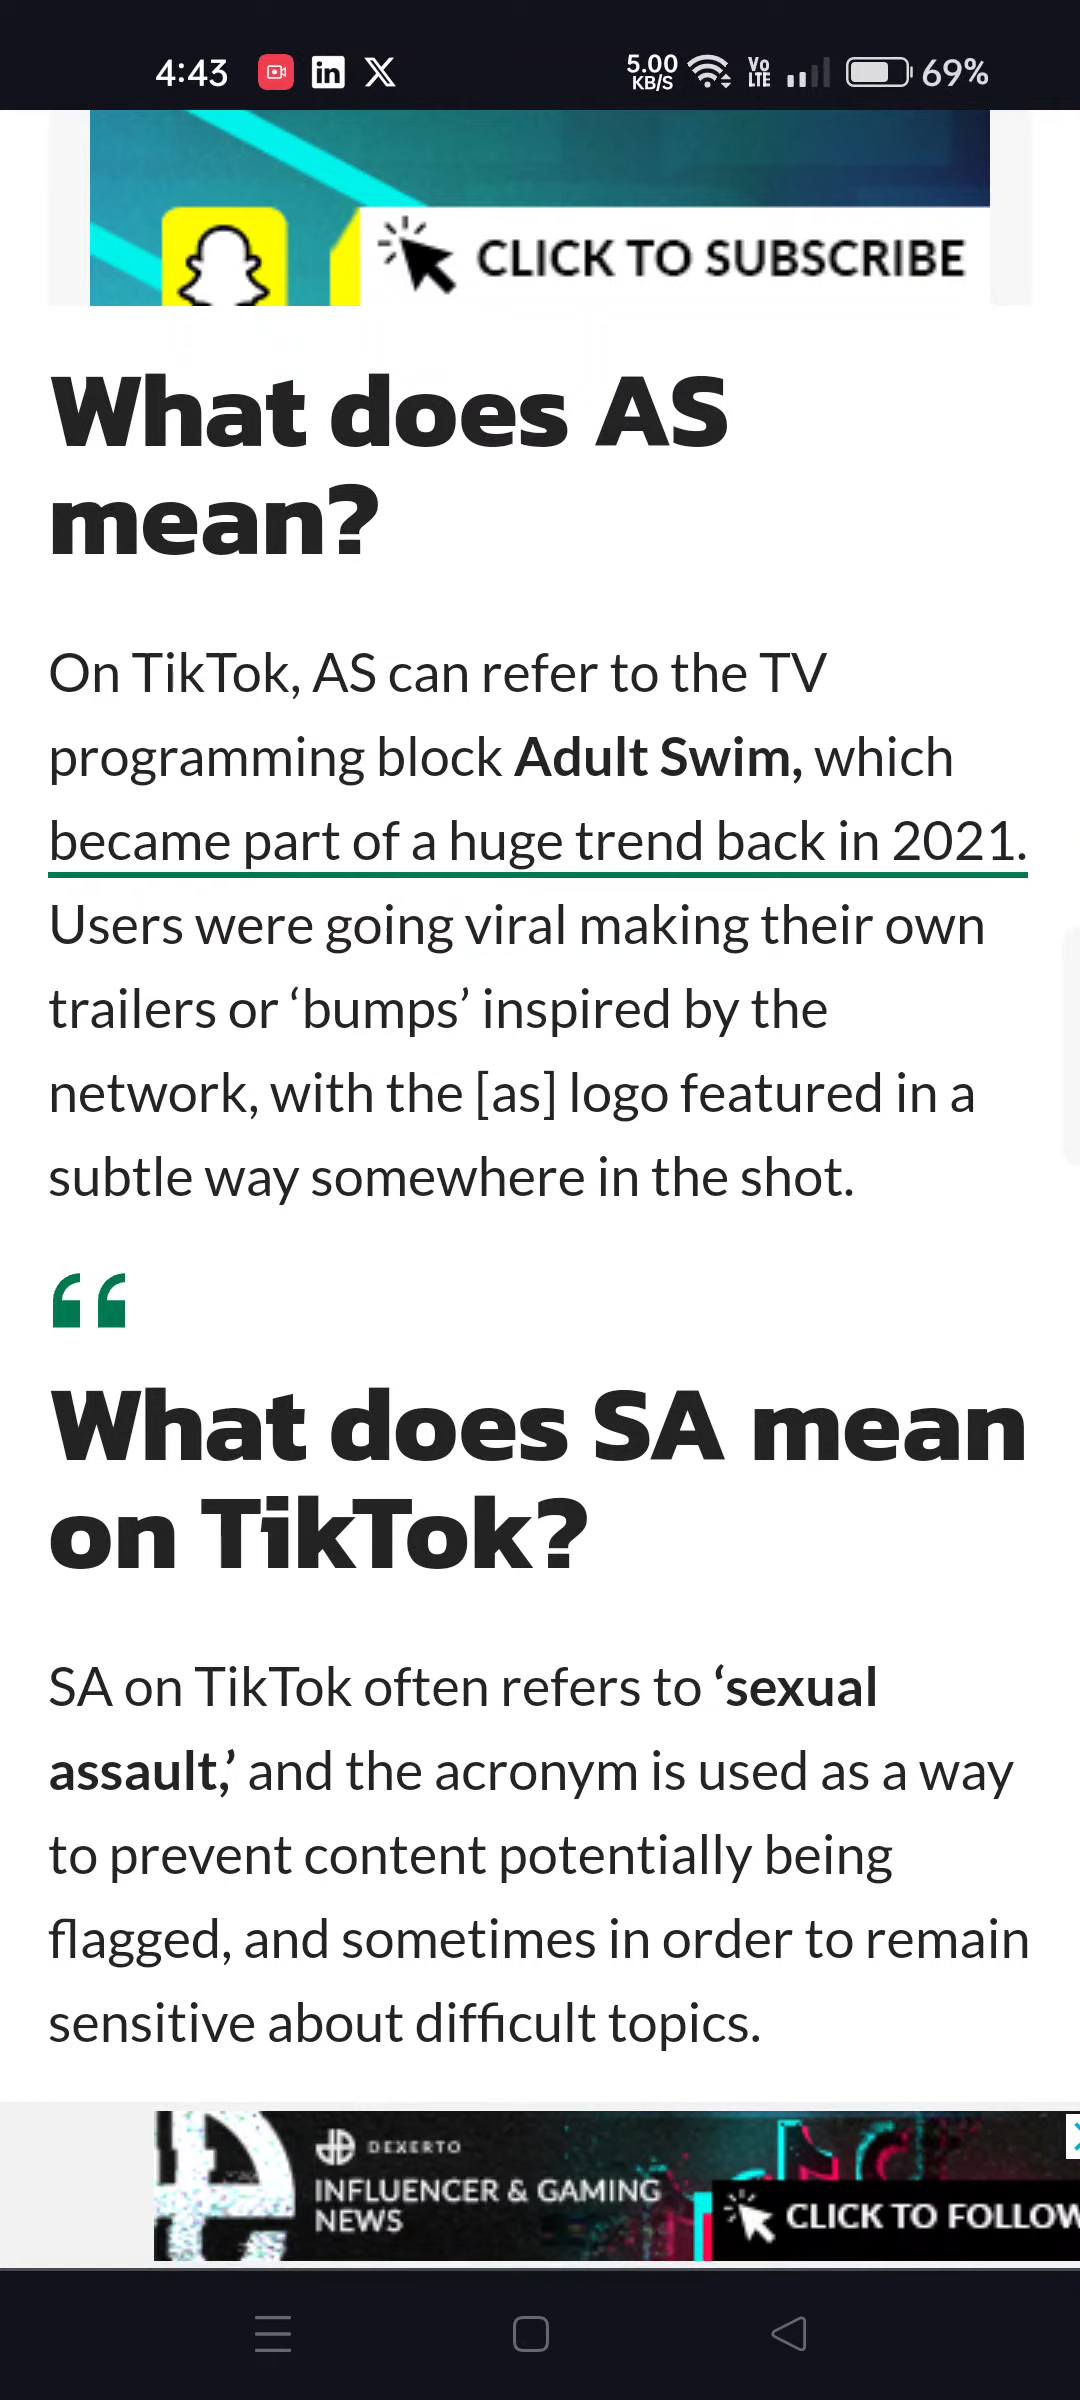 4:43 in X 5.00 KB/S Vo LTE 69%
CLICK TO SUBSCRIBE
What does AS
mean?
On TikTok, AS can refer to the TV
programming block Adult Swim, which
became part of a huge trend back in 2021.
Users were going viral making their own
trailers or ‘bumps’ inspired by the
network, with the [as] logo featured in a
subtle way somewhere in the shot.
“
What does SA mean
on TikTok?
SA on TikTok often refers to ‘sexual
assault,’ and the acronym is used as a way
to prevent content potentially being
flagged, and sometimes in order to remain
sensitive about difficult topics.
DEXERTO
INFLUENCER & GAMING
NEWS
CLICK TO FOLLOW